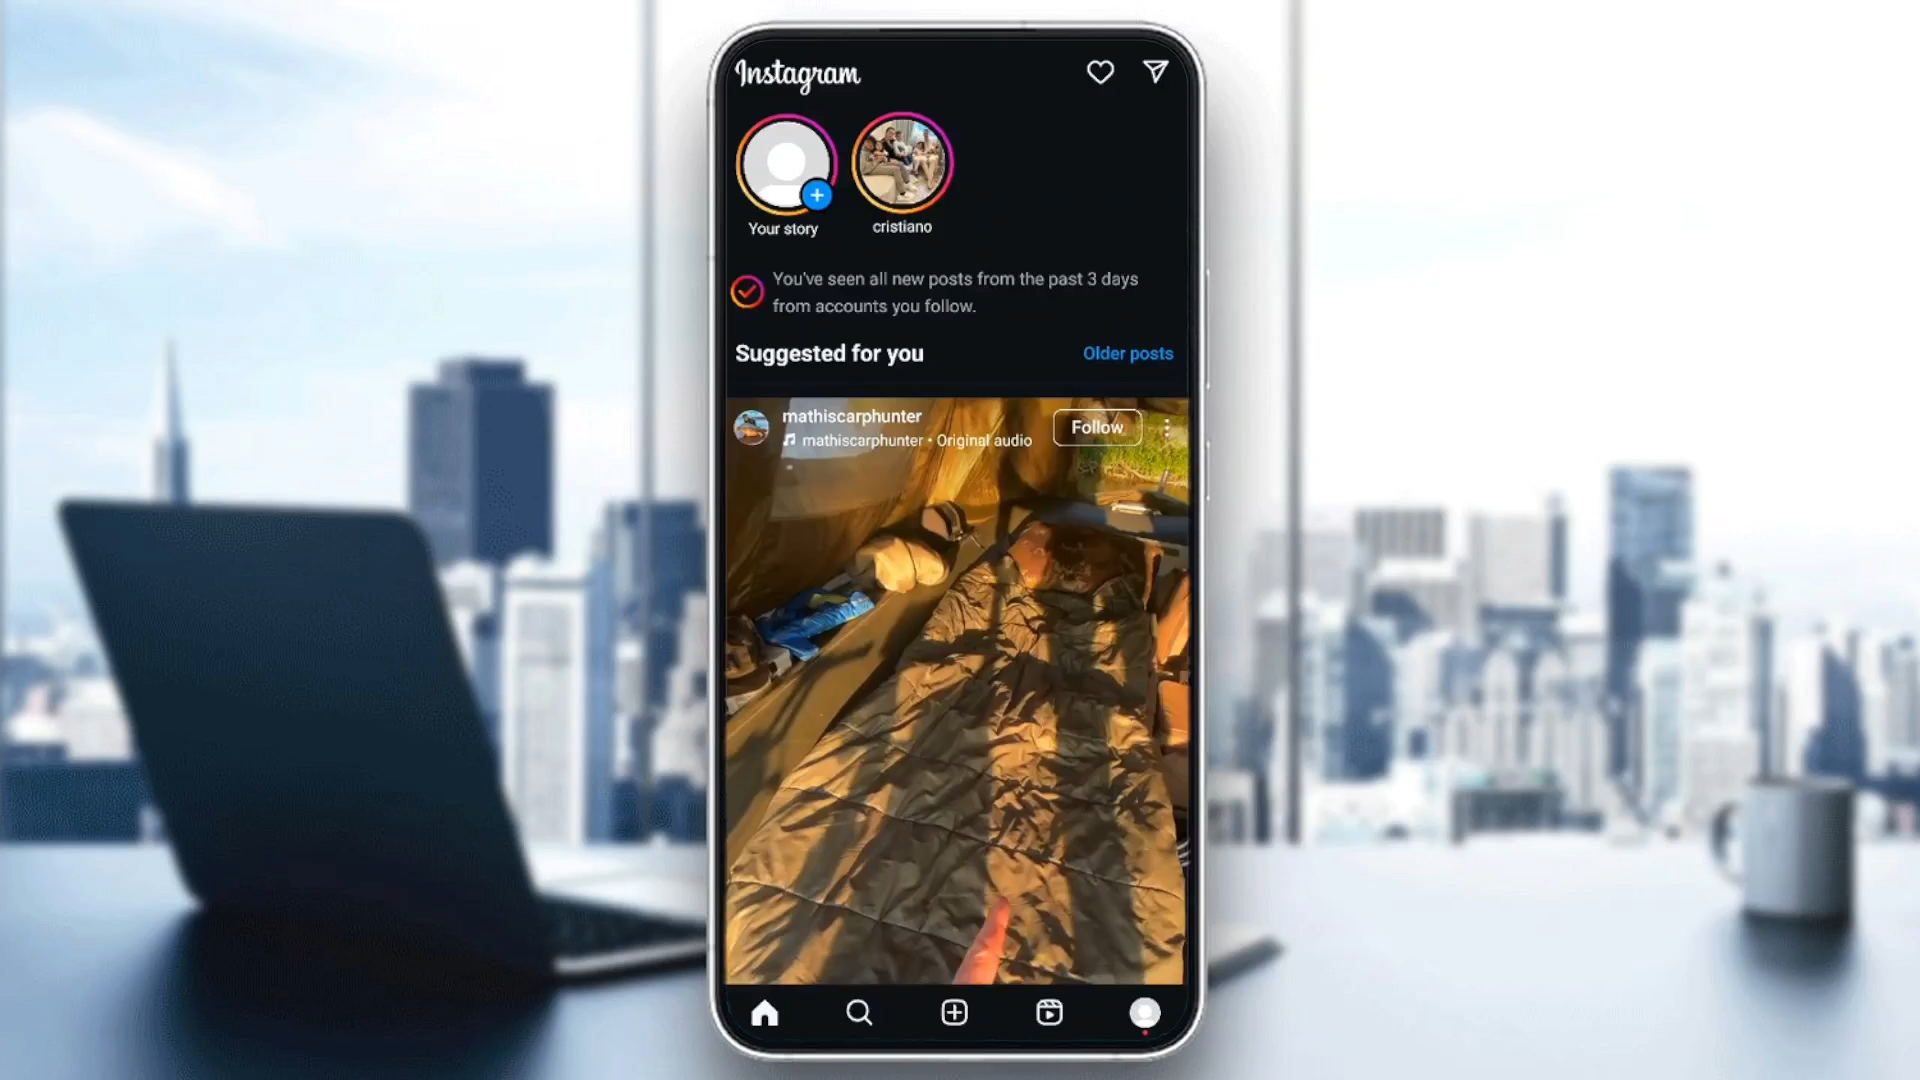 Instagram
Your story
cristiano
You've seen all new posts from the past 3 days
from accounts you follow.
Suggested for you
Older posts
mathiscarphunter
Follow
mathiscarphunter • Original audio